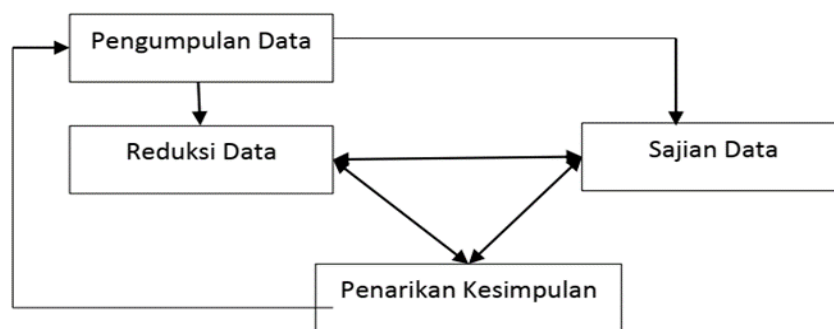 Pengumpulan Data
Reduksi Data
Sajian Data
Penarikan Kesimpulan